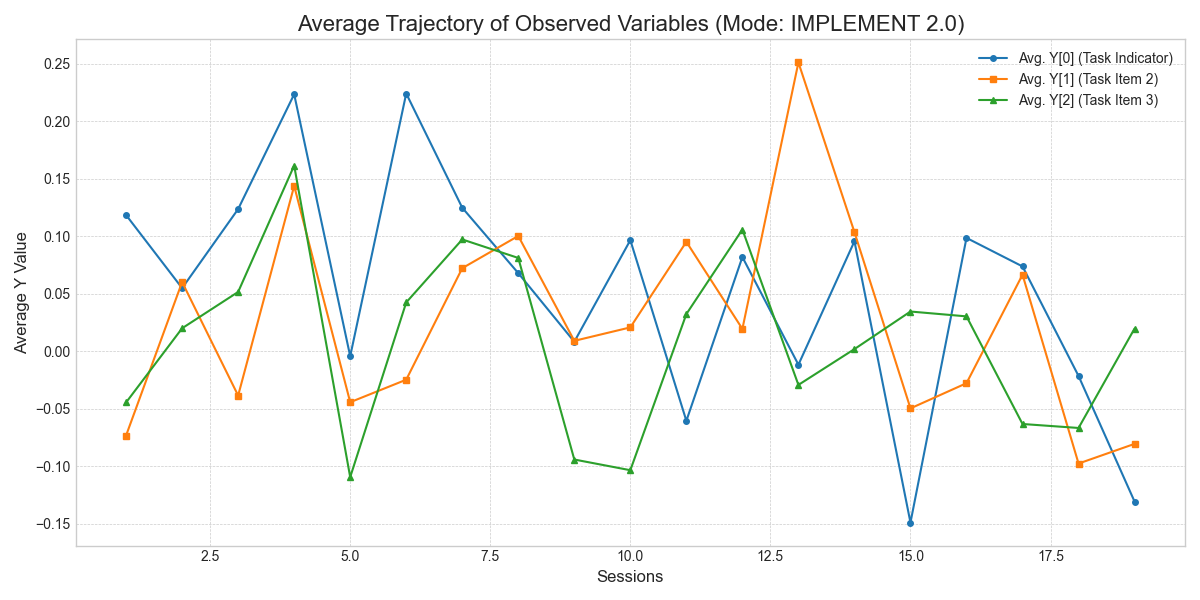 Average Trajectory of Observed Variables (Mode: IMPLEMENT 2.0)
Avg. Y[0] (Task Indicator)
Avg. Y[1] (Task Item 2)
Avg. Y[2] (Task Item 3)
Average Y Value
0.25
0.20
0.15
0.10
0.05
0.00
−0.05
−0.10
−0.15
2.5 5.0 7.5 10.0 12.5 15.0 17.5
Sessions